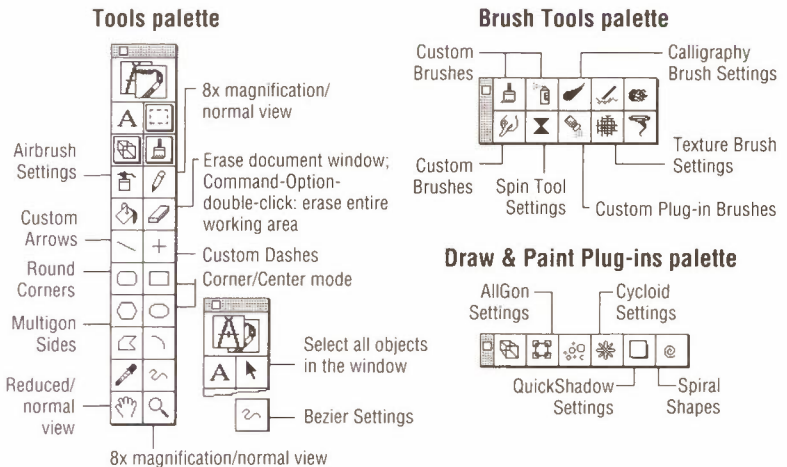 Tools palette
8x magnification/
normal view
Airbrush
Settings
Erase document window;
Command-Option-
double-click: erase entire
working area
Custom
Arrows
Custom Dashes
Round
Corners
Corner/Center mode
Multigon
Sides
Select all objects
in the window
Reduced/
normal
view
Bezier Settings
8x magnification/normal view
A
A
Brush Tools palette
Custom
Brushes
Calligraphy
Brush Settings
Custom
Brushes
Spin Tool
Settings
Texture Brush
Settings
Custom Plug-in Brushes
Draw & Paint Plug-ins palette
AllGon
Settings
Cycloid
Settings
QuickShadow
Settings
Spiral
Shapes